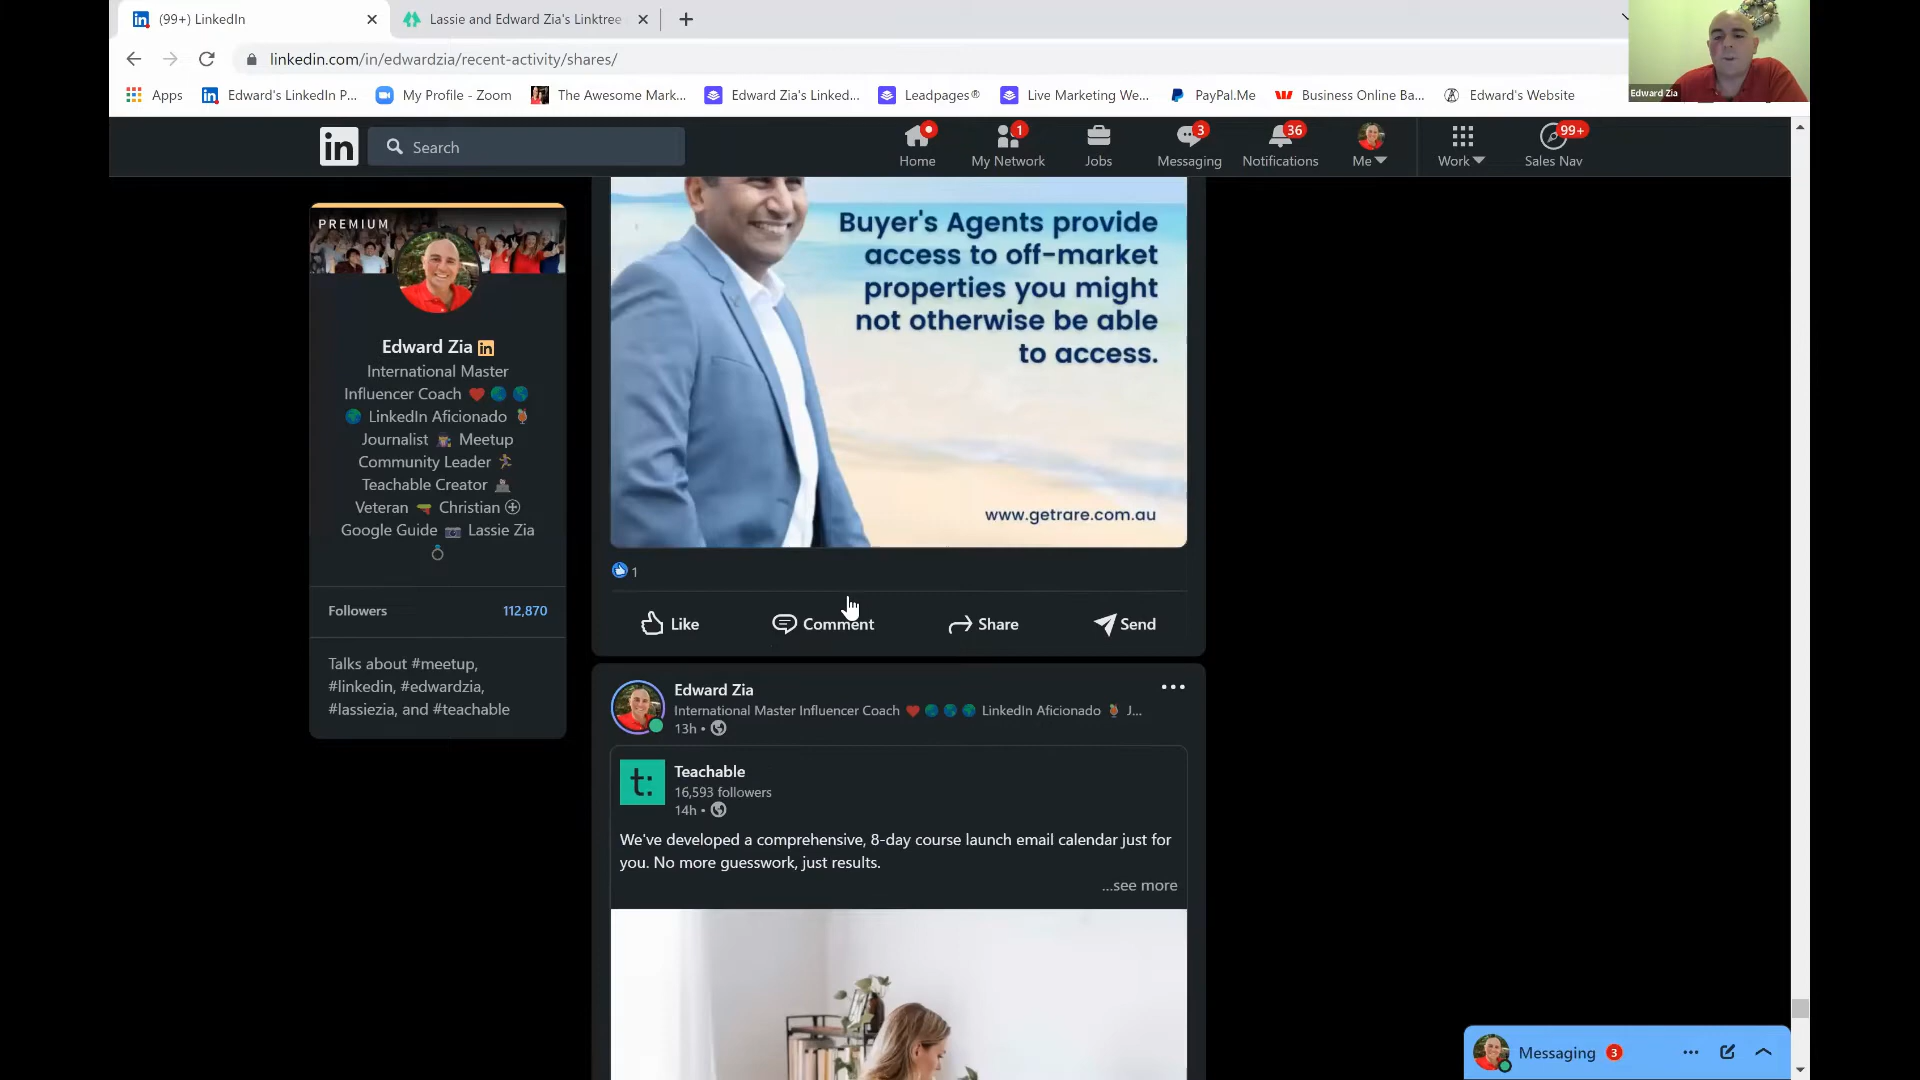 (99+) LinkedIn
Lassie and Edward Zia's Linktree
linkedin.com/in/edwardzia/recent-activity/shares/
Apps
Edward's LinkedIn P...
My Profile - Zoom
The Awesome Mark...
Edward Zia's Linked...
Leadpages®
Live Marketing We...
PayPal.Me
Business Online Ba...
Edward's Website
Edward Zia
in
Search
Home
1
My Network
Jobs
3
Messaging
36
Notifications
Me
Work
99+
Sales Nav
PREMIUM
Edward Zia in
International Master
Influencer Coach
LinkedIn Aficionado
Journalist Meetup
Community Leader
Teachable Creator
Veteran Christian
Google Guide Lassie Zia
Followers 112,870
Talks about #meetup,
#linkedin, #edwardzia,
#lassiezia, and #teachable
Buyer's Agents provide
access to off-market
properties you might
not otherwise be able
to access.
www.getrare.com.au
1
Like
Comment
Share
Send
Edward Zia
International Master Influencer Coach LinkedIn Aficionado J...
13h •
t:
Teachable
16,593 followers
14h •
We've developed a comprehensive, 8-day course launch email calendar just for
you. No more guesswork, just results.
...see more
Messaging 3